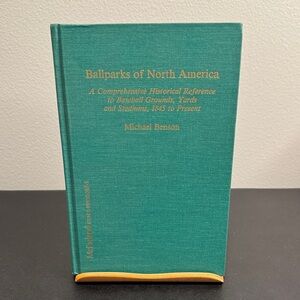 Ballparks of North America
A Comprehensive Historical Reference
to Baseball Grounds, Yards
and Stadiums, 1845 to Present
Michael Benson